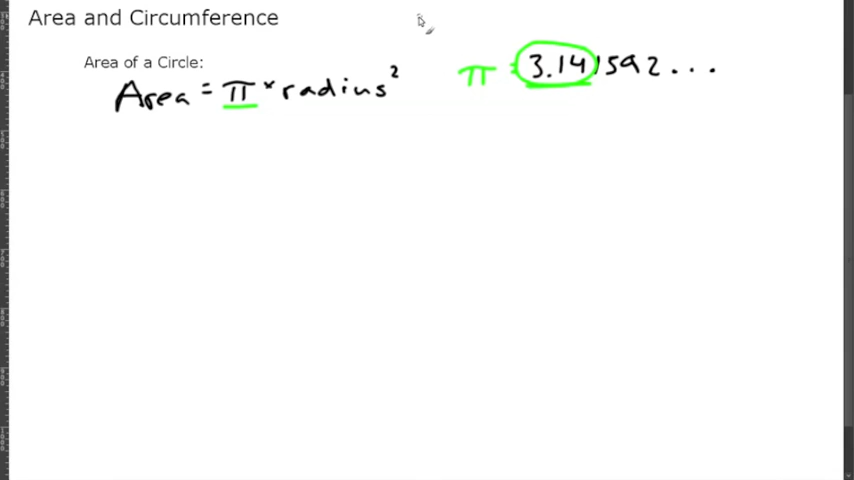 Area and Circumference
Area of a Circle:
Area = π × radius²
π = 3.141592...